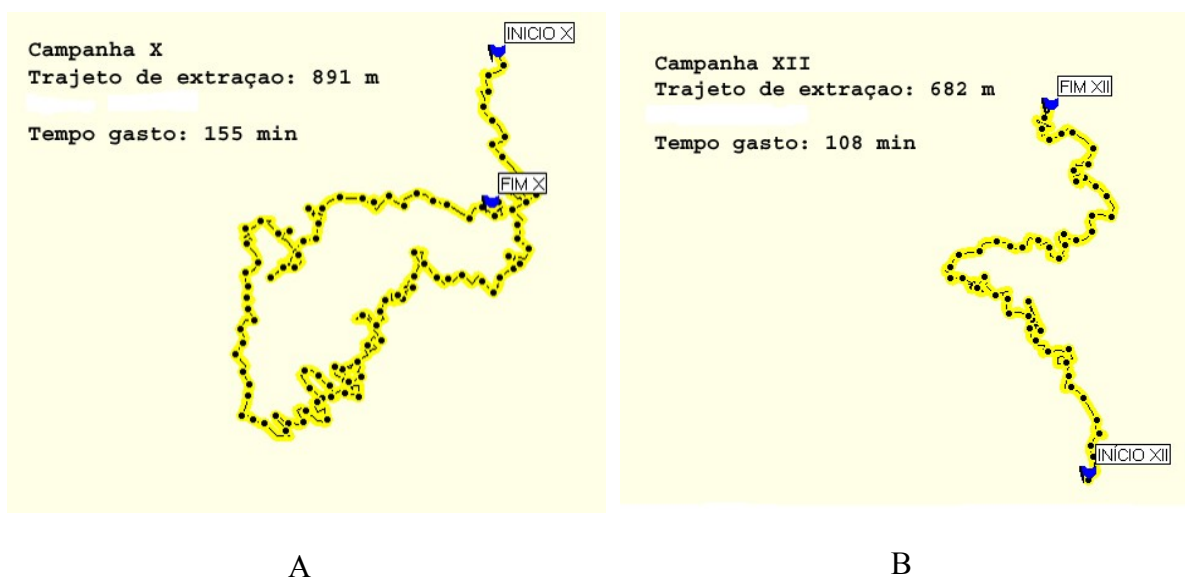 INICIO X
Campanha X
Trajeto de extraçao: 891 m
Tempo gasto: 155 min
FIM X
Campanha XII
Trajeto de extraçao: 682 m
FIM XII
Tempo gasto: 108 min
INÍCIO XII
A
B